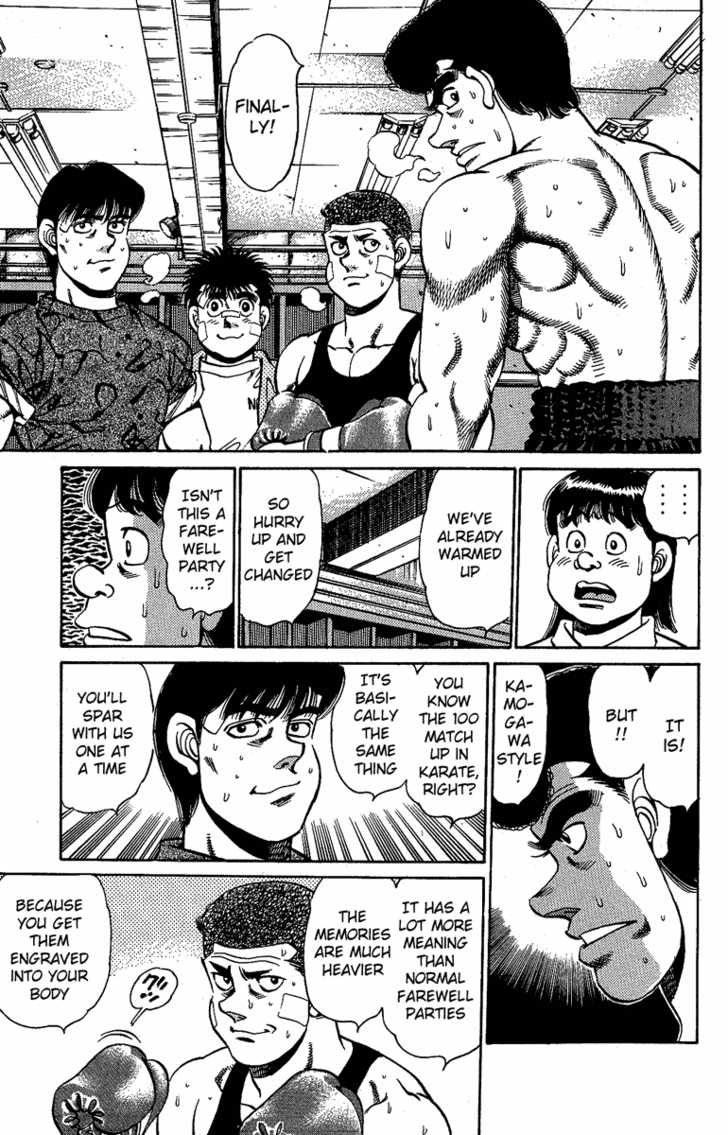 FINAL-
LY!
N
. . . .
WE'VE
ALREADY
WARMED
UP
SO
HURRY
UP AND
GET
CHANGED
ISN'T
THIS A
FARE-
WELL
PARTY
...?
IT
IS!
BUT
!!
KA-
MO-
GA-
WA
STYLE
!
YOU
KNOW
THE 100
MATCH
UP IN
KARATE,
RIGHT?
IT'S
BASI-
CALLY
THE
SAME
THING
YOU'LL
SPAR
WITH US
ONE AT
A TIME
IT HAS A
LOT MORE
MEANING
THAN
NORMAL
FAREWELL
PARTIES
THE
MEMORIES
ARE MUCH
HEAVIER
BECAUSE
YOU GET
THEM
ENGRAVED
INTO YOUR
BODY